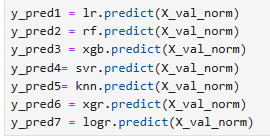 y_pred1 = lr.predict(X_val_norm)
y_pred2 = rf.predict(X_val_norm)
y_pred3 = xgb.predict(X_val_norm)
y_pred4= svr.predict(X_val_norm)
y_pred5= knn.predict(X_val_norm)
y_pred6 = xgr.predict(X_val_norm)
y_pred7 = logr.predict(X_val_norm)